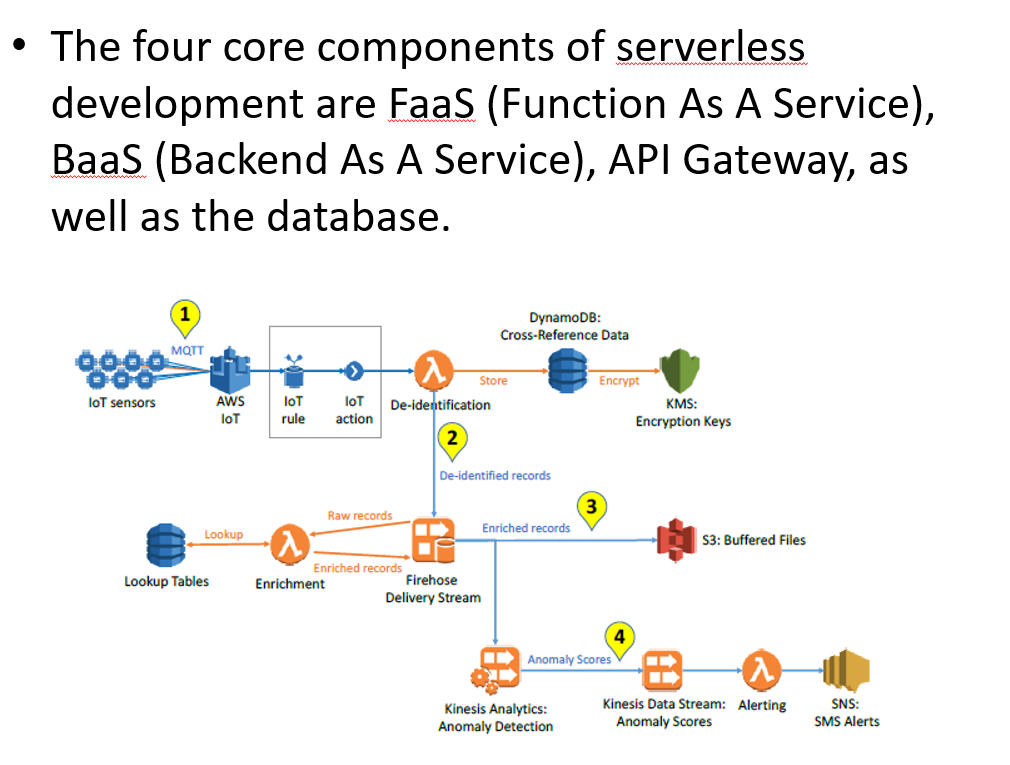 • The four core components of serverless
development are FaaS (Function As A Service),
BaaS (Backend As A Service), API Gateway, as
well as the database.
1
MQTT
IoT sensors
AWS
IoT
IoT
rule
IoT
action
De-identification
Store
DynamoDB:
Cross-Reference Data
Encrypt
KMS:
Encryption Keys
2
De-identified records
Lookup Tables
Lookup
Enrichment
Raw records
Enriched records
Firehose
Delivery Stream
Enriched records
3
S3: Buffered Files
Kinesis Analytics:
Anomaly Detection
Anomaly Scores
4
Kinesis Data Stream:
Anomaly Scores
Alerting
SNS:
SMS Alerts